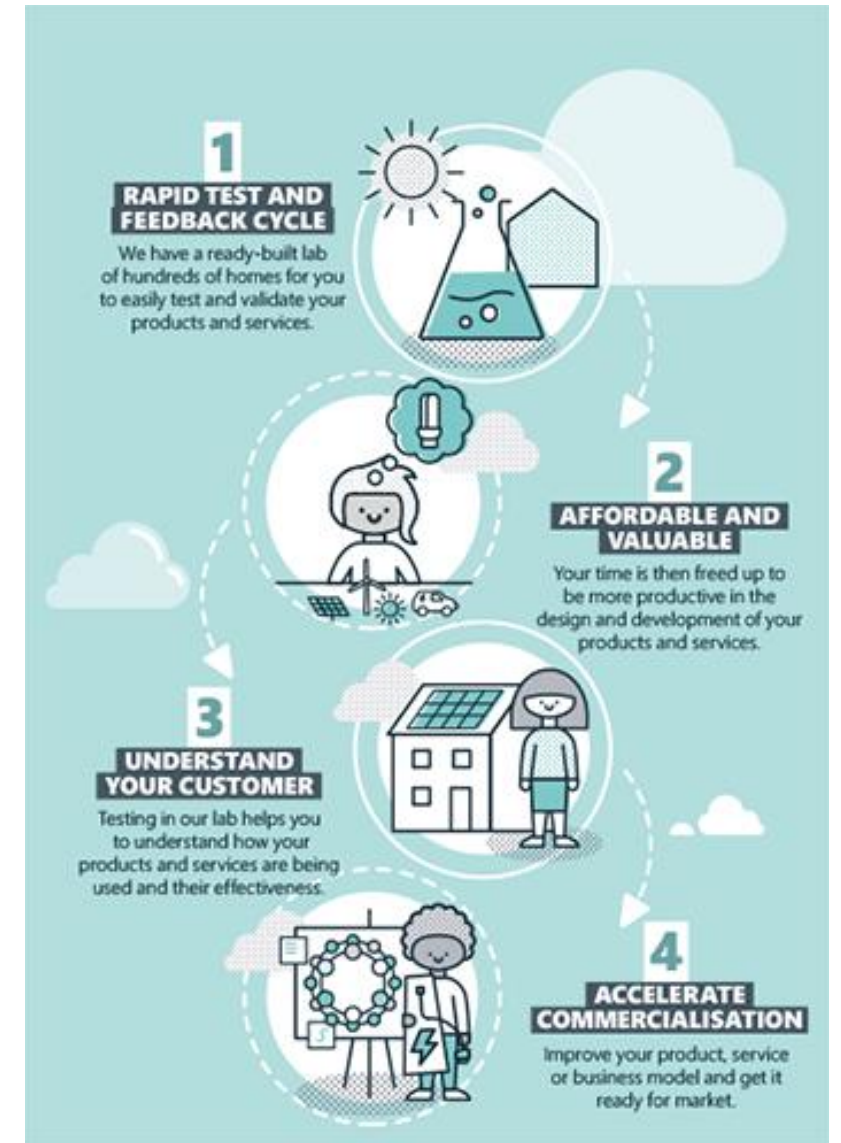 1
RAPID TEST AND
FEEDBACK CYCLE
We have a ready-built lab
of hundreds of homes for you
to easily test and validate your
products and services.
2
AFFORDABLE AND
VALUABLE
Your time is then freed up to
be more productive in the
design and development of your
products and services.
3
UNDERSTAND
YOUR CUSTOMER
Testing in our lab helps you
to understand how your
products and services are being
used and their effectiveness.
4
ACCELERATE
COMMERCIALISATION
Improve your product, service
or business model and get it
ready for market.